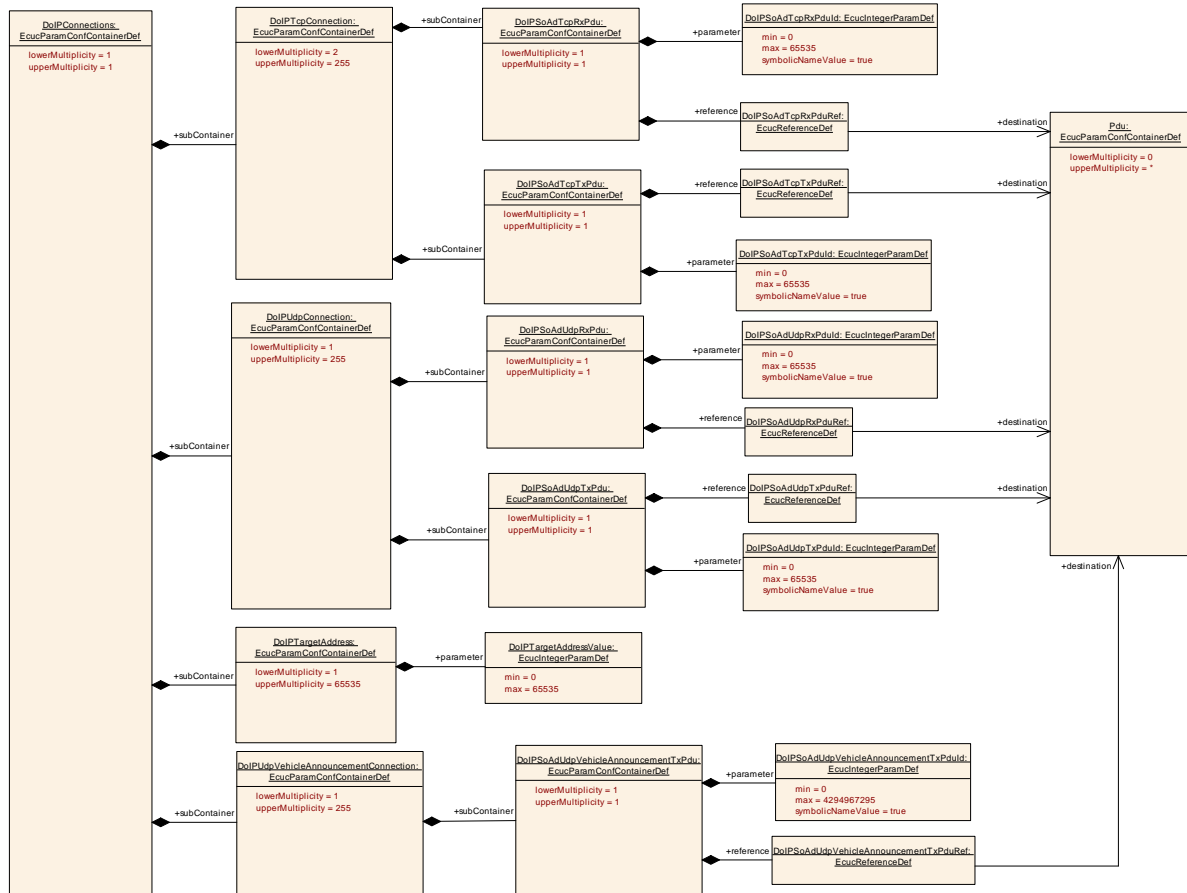 DoIPConnections:
EcucParamConfContainerDef
lowerMultiplicity = 1
upperMultiplicity = 1
+subContainer
DoIPTcpConnection:
EcucParamConfContainerDef
lowerMultiplicity = 2
upperMultiplicity = 255
+subContainer
DoIPSoAdTcpRxPdu:
EcucParamConfContainerDef
lowerMultiplicity = 1
upperMultiplicity = 1
+parameter
DoIPSoAdTcpRxPduId: EcucIntegerParamDef
min = 0
max = 65535
symbolicNameValue = true
+reference
DoIPSoAdTcpRxPduRef:
EcucReferenceDef
+destination
Pdu:
EcucParamConfContainerDef
lowerMultiplicity = 0
upperMultiplicity = *
+subContainer
DoIPSoAdTcpTxPdu:
EcucParamConfContainerDef
lowerMultiplicity = 1
upperMultiplicity = 1
+reference
DoIPSoAdTcpTxPduRef:
EcucReferenceDef
+destination
+parameter
DoIPSoAdTcpTxPduId: EcucIntegerParamDef
min = 0
max = 65535
symbolicNameValue = true
+subContainer
DoIPUdpConnection:
EcucParamConfContainerDef
lowerMultiplicity = 1
upperMultiplicity = 255
+subContainer
DoIPSoAdUdpRxPdu:
EcucParamConfContainerDef
lowerMultiplicity = 1
upperMultiplicity = 1
+parameter
DoIPSoAdUdpRxPduId: EcucIntegerParamDef
min = 0
max = 65535
symbolicNameValue = true
+reference
DoIPSoAdUdpRxPduRef:
EcucReferenceDef
+destination
+subContainer
DoIPSoAdUdpTxPdu:
EcucParamConfContainerDef
lowerMultiplicity = 1
upperMultiplicity = 1
+reference
DoIPSoAdUdpTxPduRef:
EcucReferenceDef
+destination
+parameter
DoIPSoAdUdpTxPduId: EcucIntegerParamDef
min = 0
max = 65535
symbolicNameValue = true
+destination
+subContainer
DoIPTargetAddress:
EcucParamConfContainerDef
lowerMultiplicity = 1
upperMultiplicity = 65535
+parameter
DoIPTargetAddressValue:
EcucIntegerParamDef
min = 0
max = 65535
+subContainer
DoIPUdpVehicleAnnouncementConnection:
EcucParamConfContainerDef
lowerMultiplicity = 1
upperMultiplicity = 255
+subContainer
DoIPSoAdUdpVehicleAnnouncementTxPdu:
EcucParamConfContainerDef
lowerMultiplicity = 1
upperMultiplicity = 1
+parameter
DoIPSoAdUdpVehicleAnnouncementTxPduId:
EcucIntegerParamDef
min = 0
max = 4294967295
symbolicNameValue = true
+reference
DoIPSoAdUdpVehicleAnnouncementTxPduRef:
EcucReferenceDef